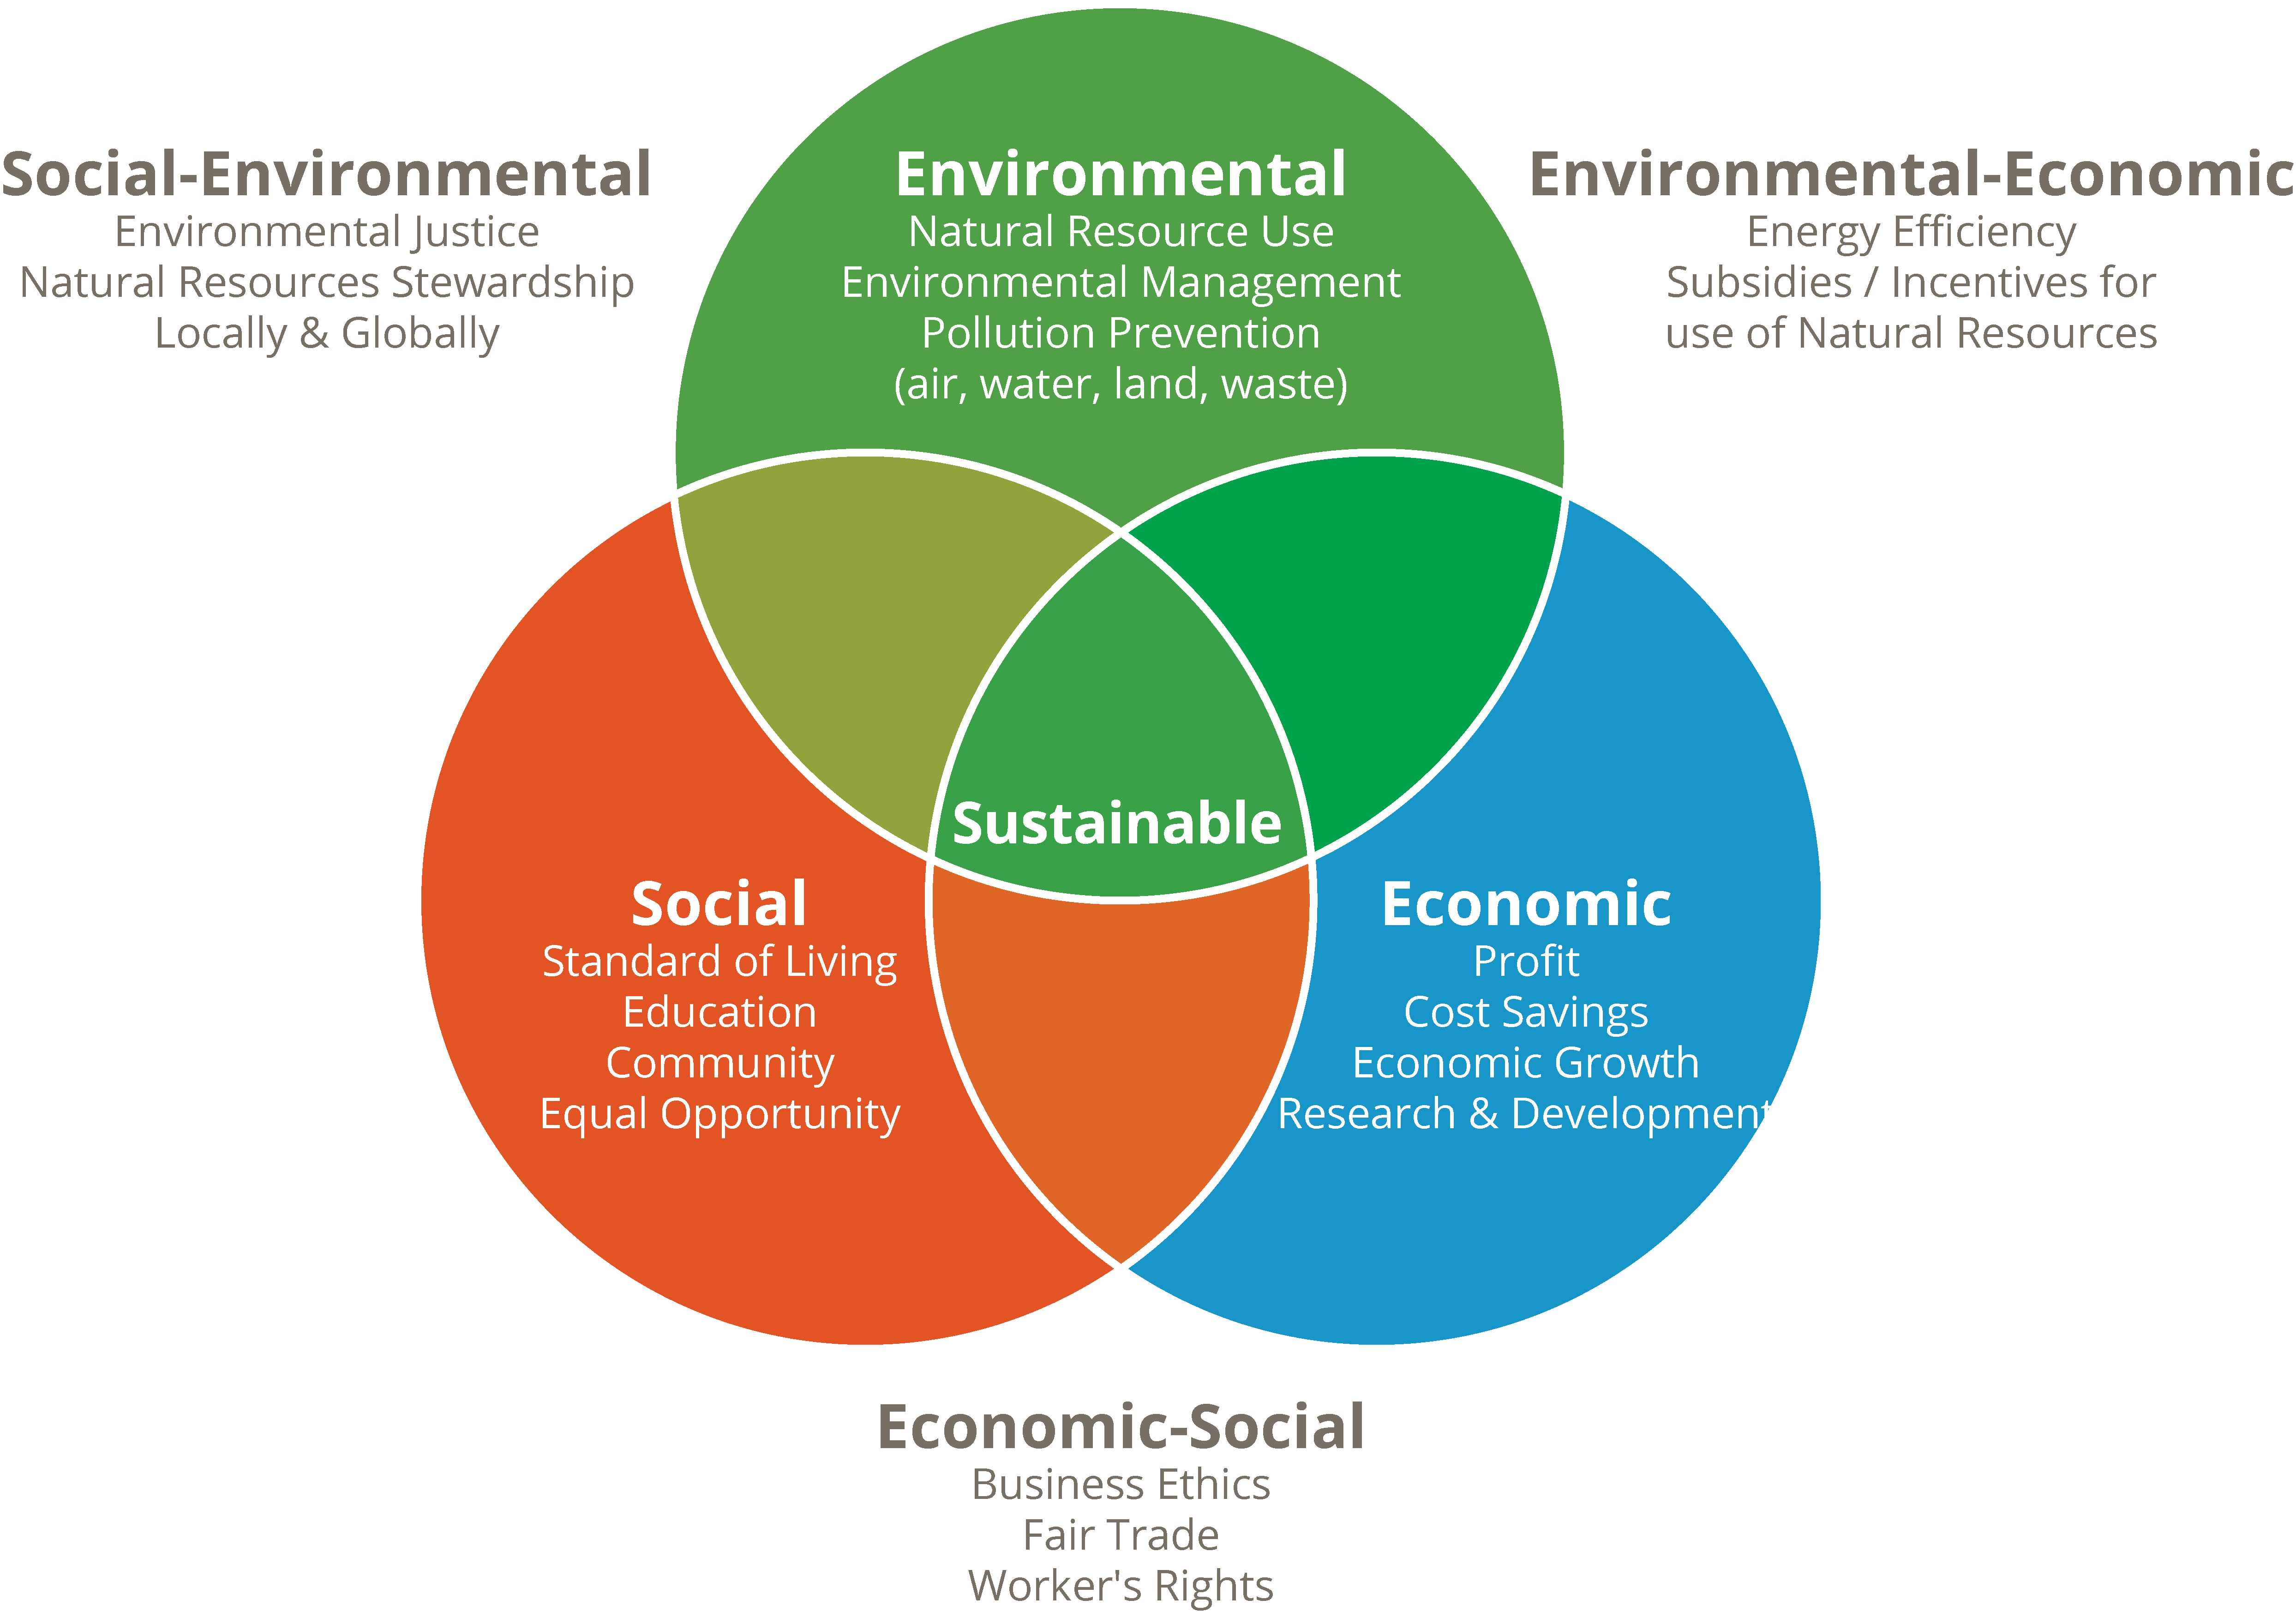 Social-Environmental
Environmental Justice
Natural Resources Stewardship
Locally & Globally
Environmental
Natural Resource Use
Environmental Management
Pollution Prevention
(air, water, land, waste)
Environmental-Economic
Energy Efficiency
Subsidies / Incentives for
use of Natural Resources
Sustainable
Social
Standard of Living
Education
Community
Equal Opportunity
Economic
Profit
Cost Savings
Economic Growth
Research & Development
Economic-Social
Business Ethics
Fair Trade
Worker's Rights